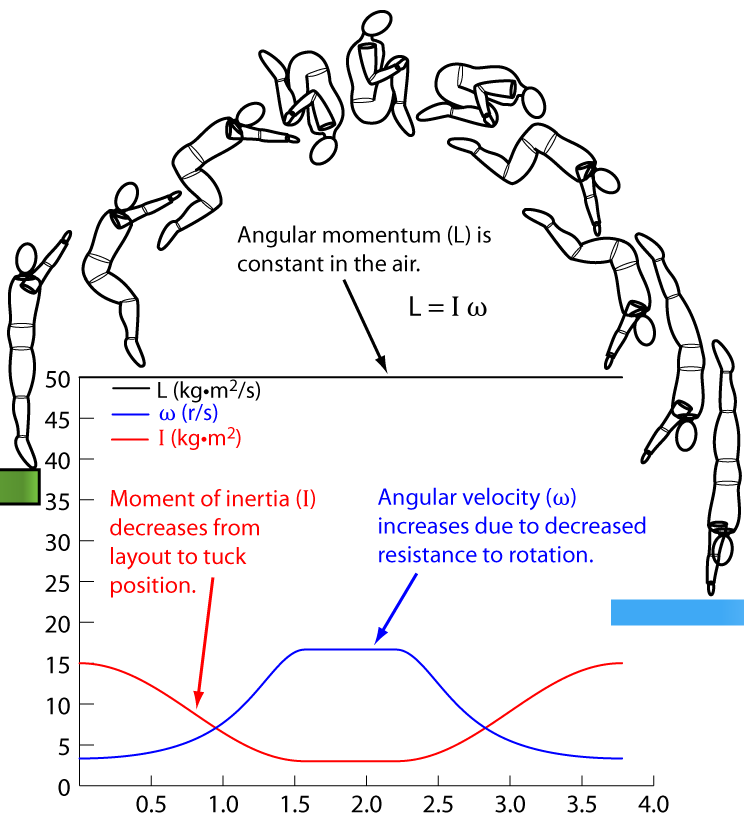 Angular momentum (L) is
constant in the air.
L = I ω
50
45
40
35
30
25
20
15
10
5
0
L (kg•m²/s)
ω (r/s)
I (kg•m²)
Moment of inertia (I)
decreases from
layout to tuck
position.
Angular velocity (ω)
increases due to decreased
resistance to rotation.
0.5 1.0 1.5 2.0 2.5 3.0 3.5 4.0